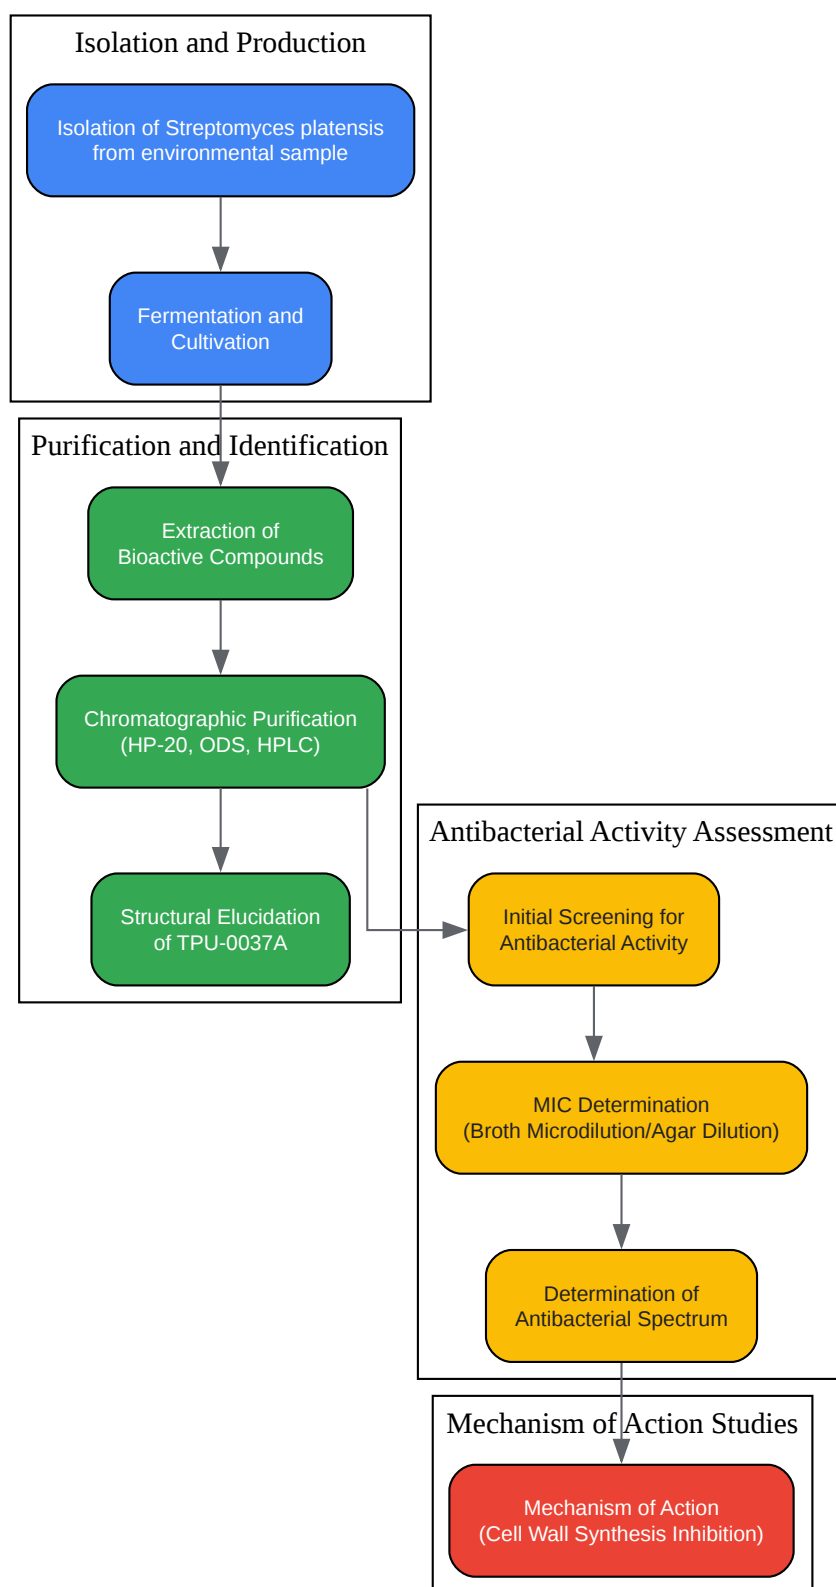 Isolation and Production
Isolation of Streptomyces platensis
from environmental sample
Fermentation and
Cultivation
Purification and Identification
Extraction of
Bioactive Compounds
Chromatographic Purification
(HP-20, ODS, HPLC)
Structural Elucidation
of TPU-0037A
Antibacterial Activity Assessment
Initial Screening for
Antibacterial Activity
MIC Determination
(Broth Microdilution/Agar Dilution)
Determination of
Antibacterial Spectrum
Mechanism of Action Studies
Mechanism of Action
(Cell Wall Synthesis Inhibition)